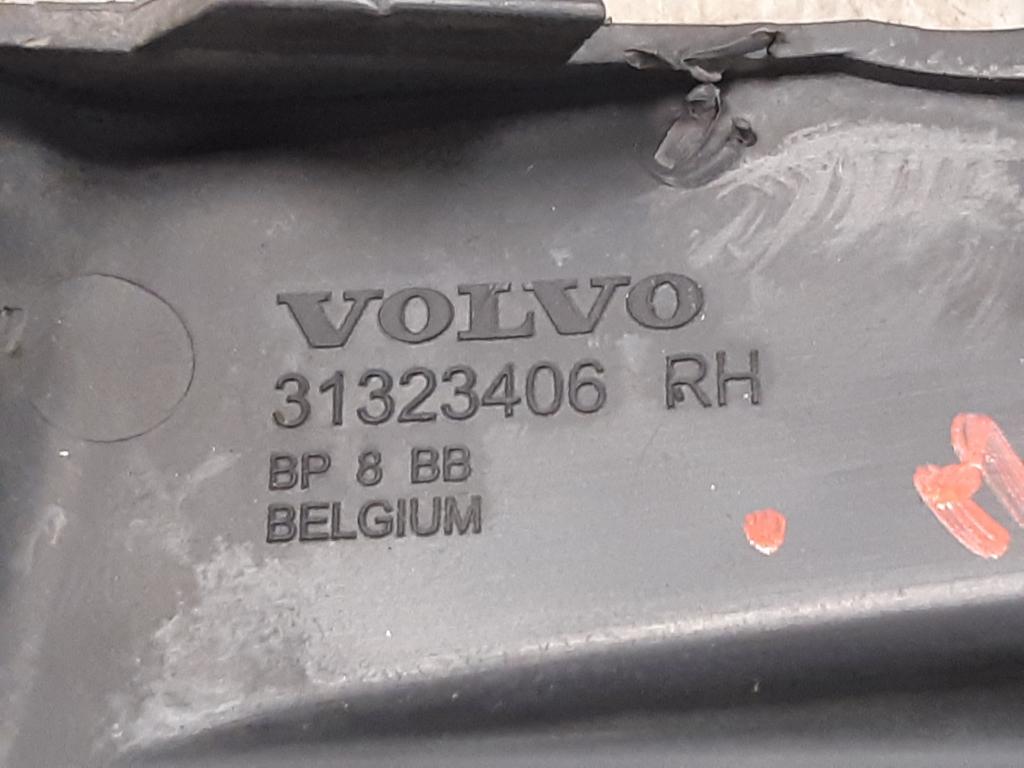 VOLVO
31323406 RH
BP 8 BB
BELGIUM